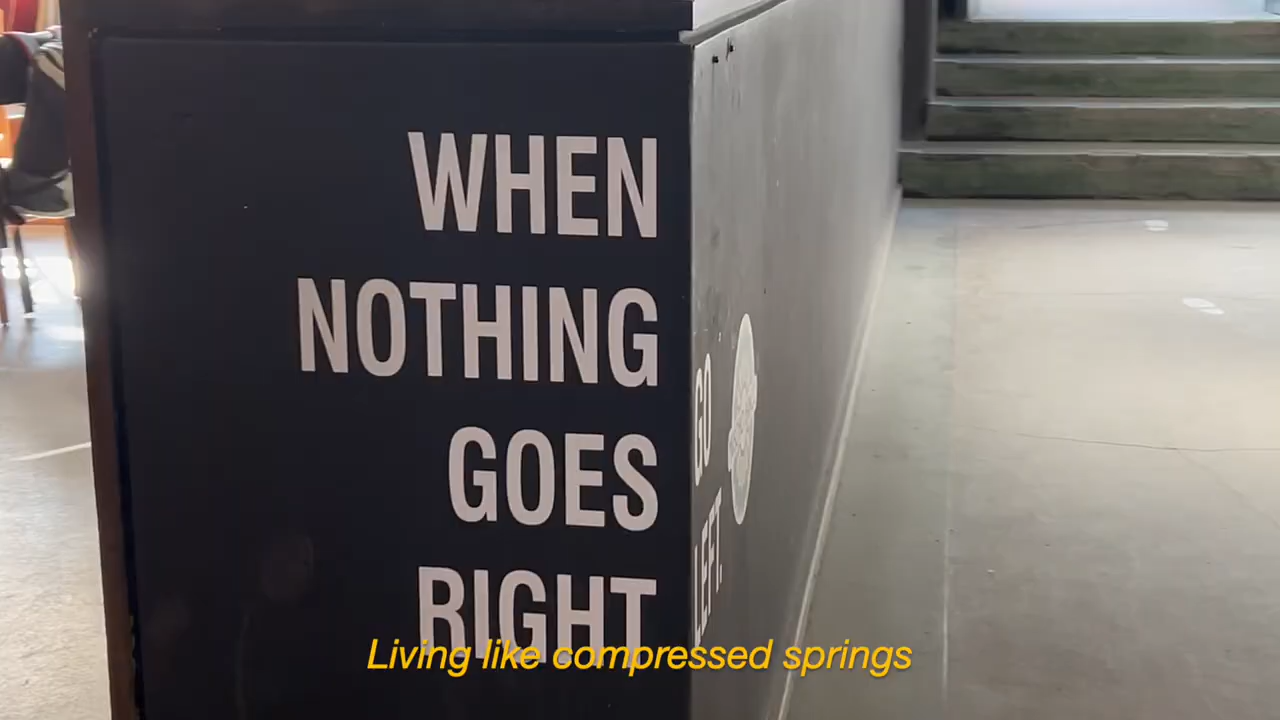 WHEN
NOTHING
GOES
RIGHT
GO
LEFT.
Living like compressed springs